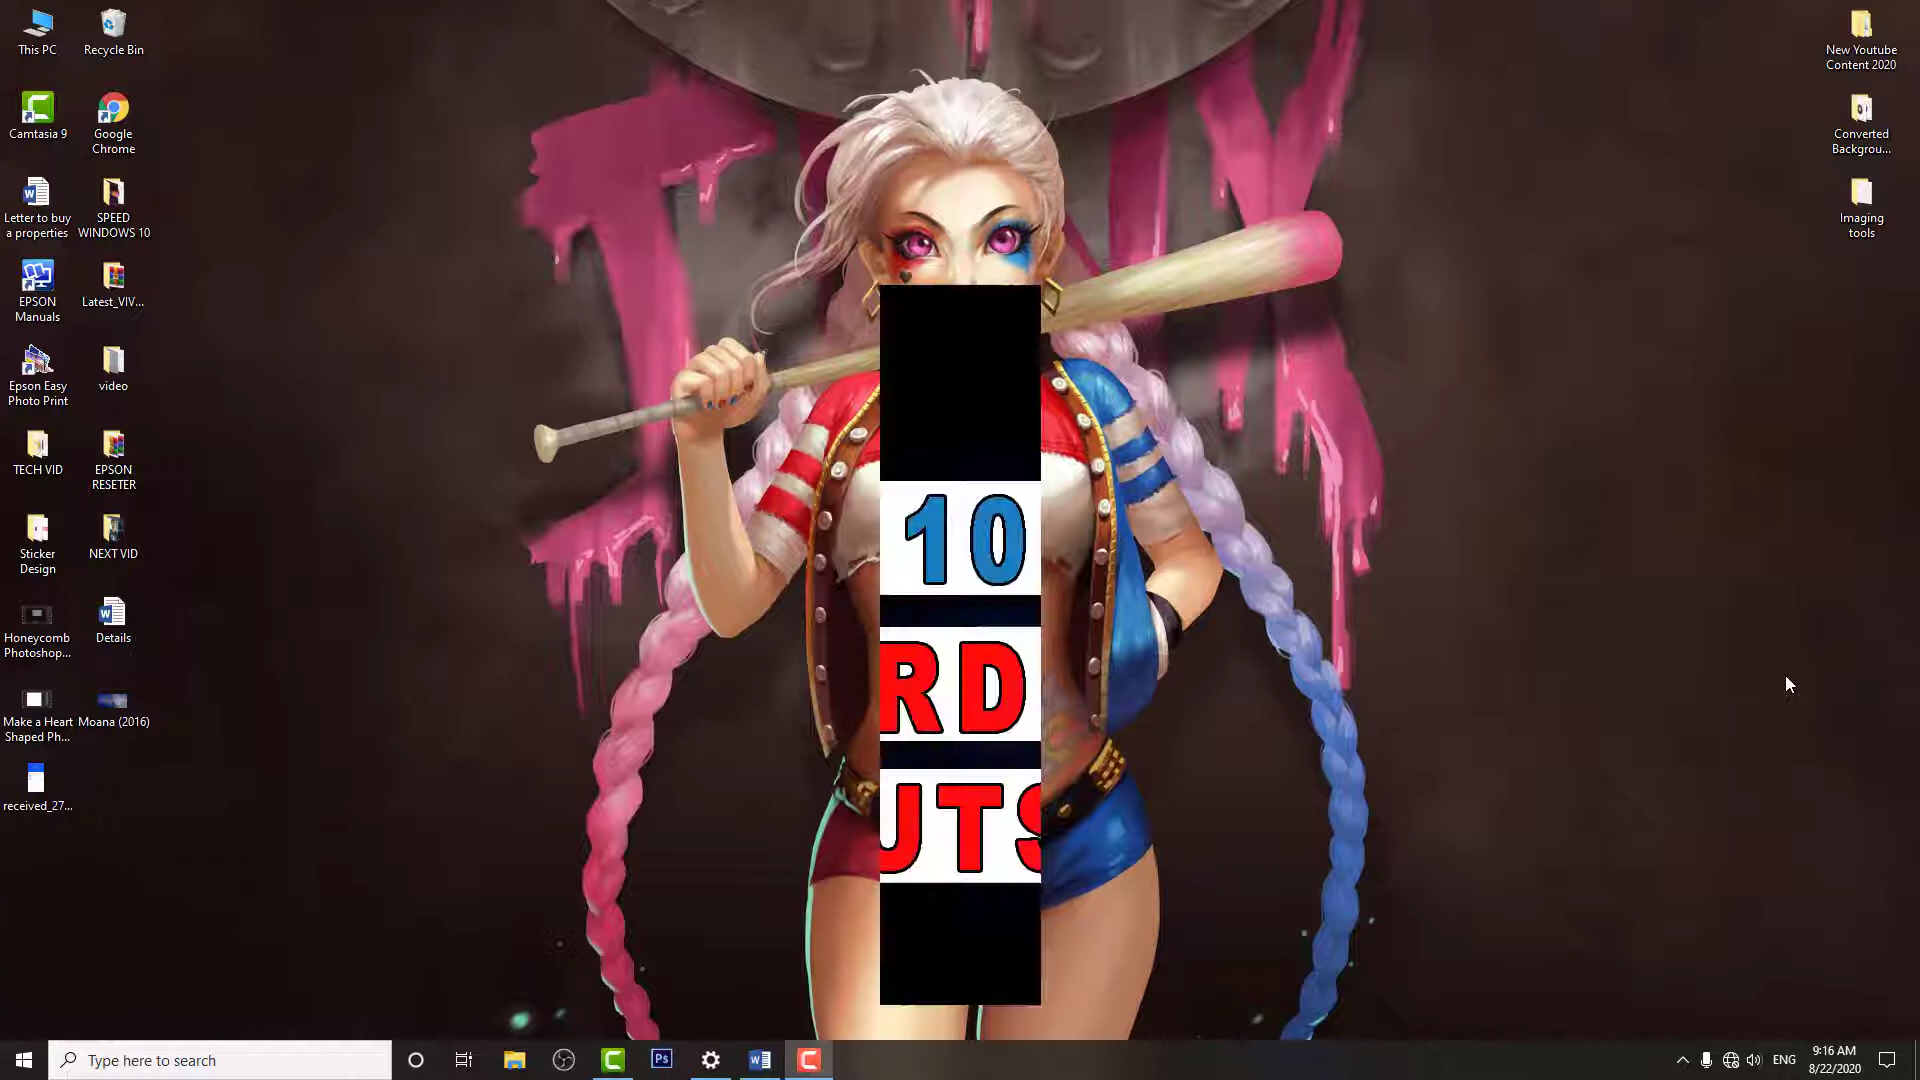 This PC
Recycle Bin
Camtasia 9
Google
Chrome
Letter to buy
a properties
SPEED
WINDOWS 10
EPSON
Manuals
Latest_VIV...
Epson Easy
Photo Print
video
TECH VID
EPSON
RESETER
Sticker
Design
NEXT VID
Honeycomb
Photoshop...
Details
Make a Heart
Shaped Ph...
Moana (2016)
received_27...
New Youtube
Content 2020
Converted
Backgrou...
Imaging
tools
10
RD
UTS
Type here to search
Ps
ENG
9:16 AM
8/22/2020